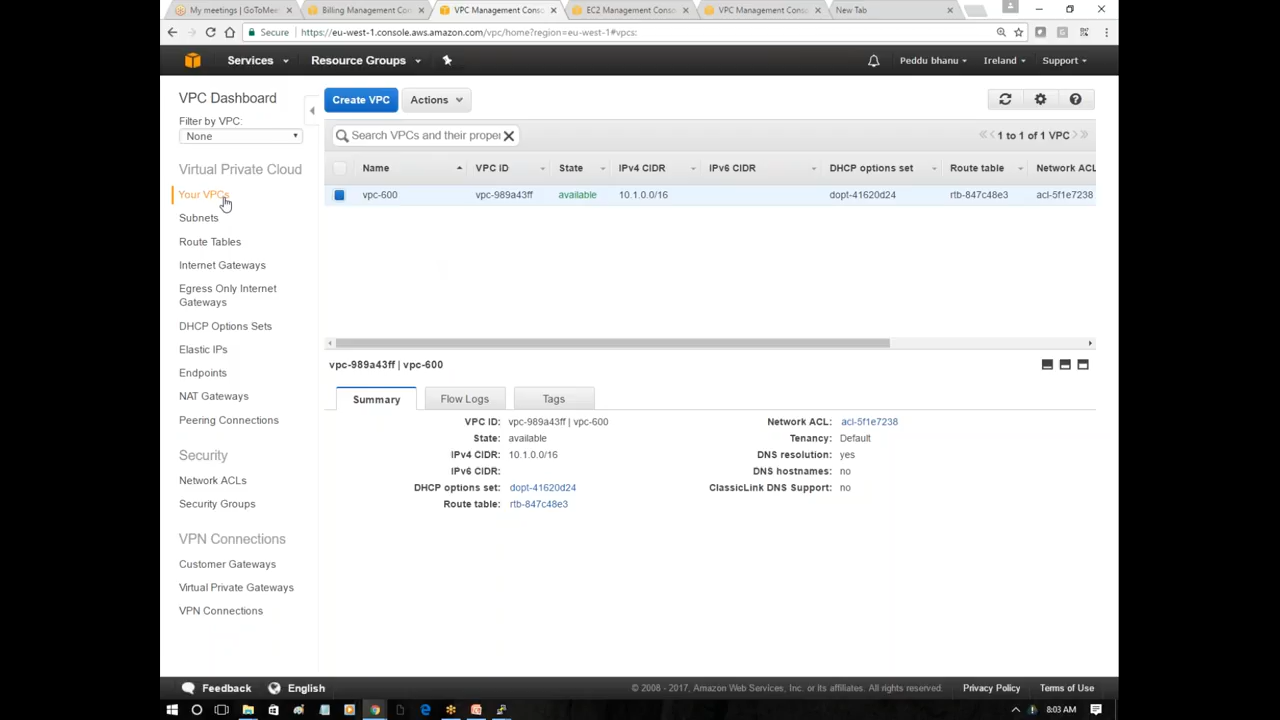 My meetings | GoToMee
Billing Management Con
VPC Management Conso
EC2 Management Conso
VPC Management Conso
New Tab
Secure
https://eu-west-1.console.aws.amazon.com/vpc/home?region=eu-west-1#vpcs:
Services
Resource Groups
Peddu bhanu
Ireland
Support
VPC Dashboard
Filter by VPC:
None
Virtual Private Cloud
Your VPCs
Subnets
Route Tables
Internet Gateways
Egress Only Internet
Gateways
DHCP Options Sets
Elastic IPs
Endpoints
NAT Gateways
Peering Connections
Security
Network ACLs
Security Groups
VPN Connections
Customer Gateways
Virtual Private Gateways
VPN Connections
Create VPC
Actions
Search VPCs and their proper
1 to 1 of 1 VPC
Name VPC ID State IPv4 CIDR IPv6 CIDR DHCP options set Route table Network ACL
vpc-600 vpc-989a43ff available 10.1.0.0/16 dopt-41620d24 rtb-847c48e3 acl-5f1e7238
vpc-989a43ff | vpc-600
Summary Flow Logs Tags
VPC ID: vpc-989a43ff | vpc-600
State: available
IPv4 CIDR: 10.1.0.0/16
IPv6 CIDR:
DHCP options set: dopt-41620d24
Route table: rtb-847c48e3
Network ACL: acl-5f1e7238
Tenancy: Default
DNS resolution: yes
DNS hostnames: no
ClassicLink DNS Support: no
Feedback
English
© 2008 - 2017, Amazon Web Services, Inc. or its affiliates. All rights reserved.
Privacy Policy
Terms of Use
8:03 AM